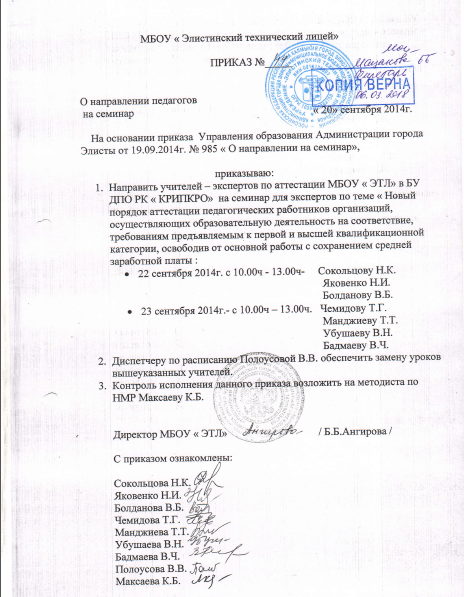 МБОУ « Элистинский технический лицей»
ПРИКАЗ №
КОПИЯ ВЕРНА
06.03.
О направлении педагогов
на семинар
« 20» сентября 2014г.
На основании приказа Управления образования Администрации города
Элисты от 19.09.2014г. № 985 « О направлении на семинар»,
приказываю:
1. Направить учителей – экспертов по аттестации МБОУ « ЭТЛ» в БУ
ДПО РК « КРИПКРО» на семинар для экспертов по теме « Новый
порядок аттестации педагогических работников организаций,
осуществляющих образовательную деятельность на соответствие,
требованиям предъявляемым к первой и высшей квалификационной
категории, освободив от основной работы с сохранением средней
заработной платы :
• 22 сентября 2014г. с 10.00ч - 13.00ч- Сокольцову Н.К.
Яковенко Н.И.
Болданову В.Б.
• 23 сентября 2014г.- с 10.00ч – 13.00ч. Чемидову Т.Г.
Манджиеву Т.Т.
Убушаеву В.Н.
Бадмаеву В.Ч.
2. Диспетчеру по расписанию Полоусовой В.В. обеспечить замену уроков
вышеуказанных учителей.
3. Контроль исполнения данного приказа возложить на методиста по
НМР Максаеву К.Б.
Директор МБОУ « ЭТЛ» / Б.Б.Ангирова /
С приказом ознакомлены:
Сокольцова Н.К.
Яковенко Н.И.
Болданова В.Б.
Чемидова Т.Г.
Манджиева Т.Т.
Убушаева В.Н.
Бадмаева В.Ч.
Полоусова В.В.
Максаева К.Б.